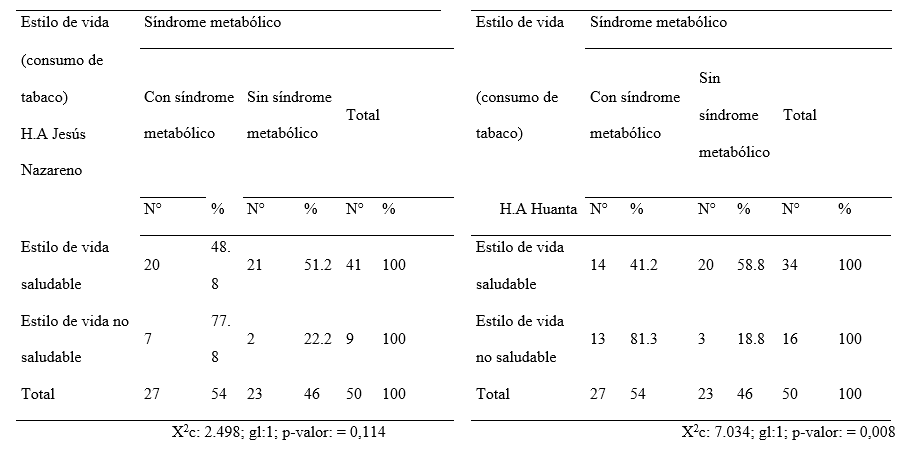 Estilo de vida Síndrome metabólico
(consumo de
tabaco) Con síndrome Sin síndrome Total
H.A Jesús metabólico metabólico
Nazareno
N° % N° % N° %
Estilo de vida 48.
20 21 51.2 41 100
saludable 8
Estilo de vida no 77.
7 2 22.2 9 100
saludable 8
Total 27 54 23 46 50 100
X²c: 2.498; gl:1; p-valor: = 0,114
Estilo de vida Síndrome metabólico
Sin
(consumo de Con síndrome síndrome Total
tabaco) metabólico
metabólico
H.A Huanta N° % N° % N° %
Estilo de vida
14 41.2 20 58.8 34 100
saludable
Estilo de vida
13 81.3 3 18.8 16 100
no saludable
Total 27 54 23 46 50 100
X²c: 7.034; gl:1; p-valor: = 0,008